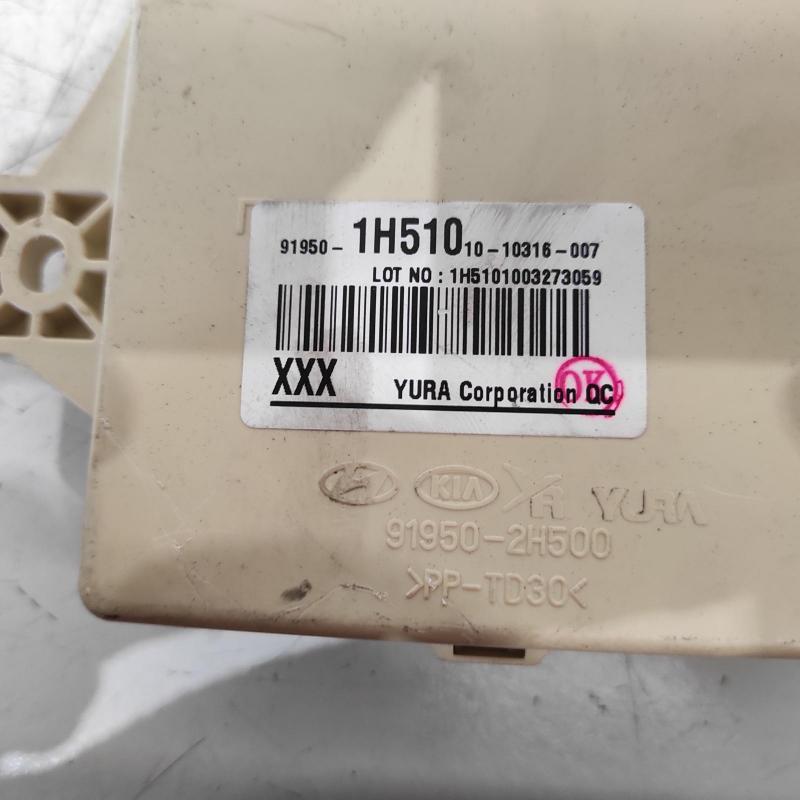 91950- 1H510 10-10316-007
LOT NO : 1H5101003273059
XXX YURA Corporation QC
OK
KIA YR YURA
91950-2H500
>PP-TD30<